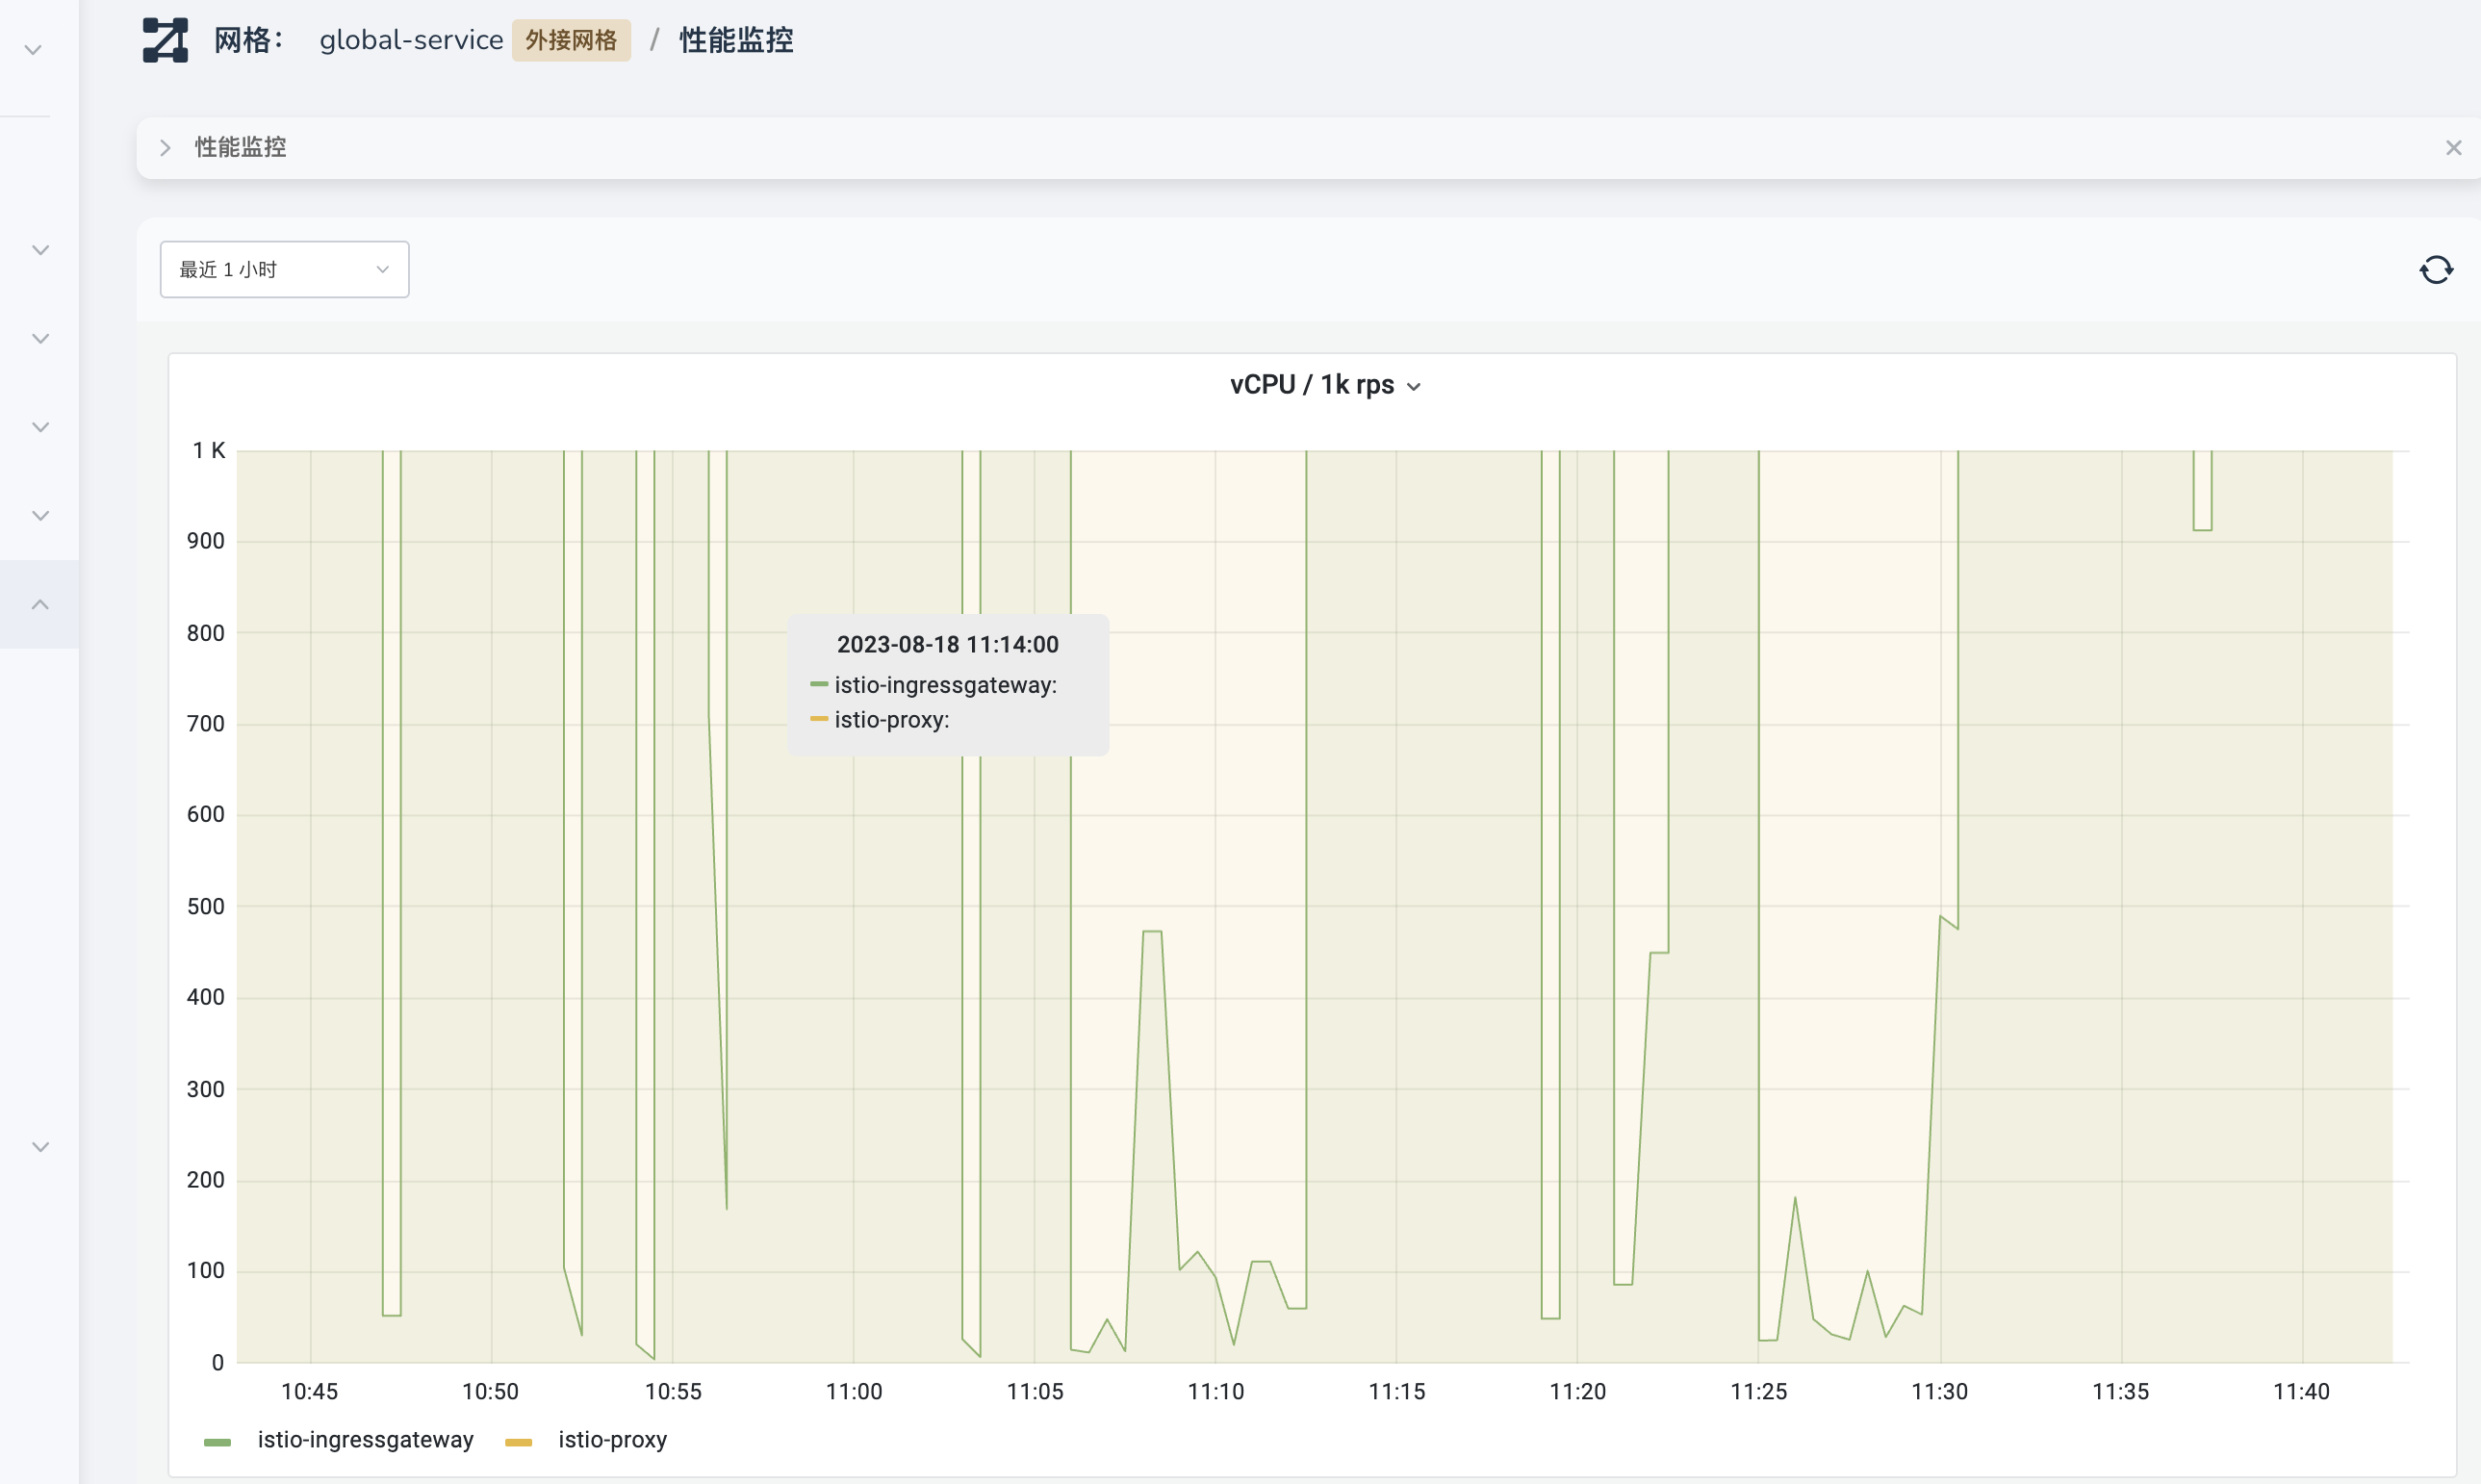 网格： global-service 外接网格 / 性能监控
性能监控
最近 1 小时
vCPU / 1k rps
1 K
900
800
700
600
500
400
300
200
100
0
2023-08-18 11:14:00
istio-ingressgateway:
istio-proxy:
10:45 10:50 10:55 11:00 11:05 11:10 11:15 11:20 11:25 11:30 11:35 11:40
istio-ingressgateway istio-proxy